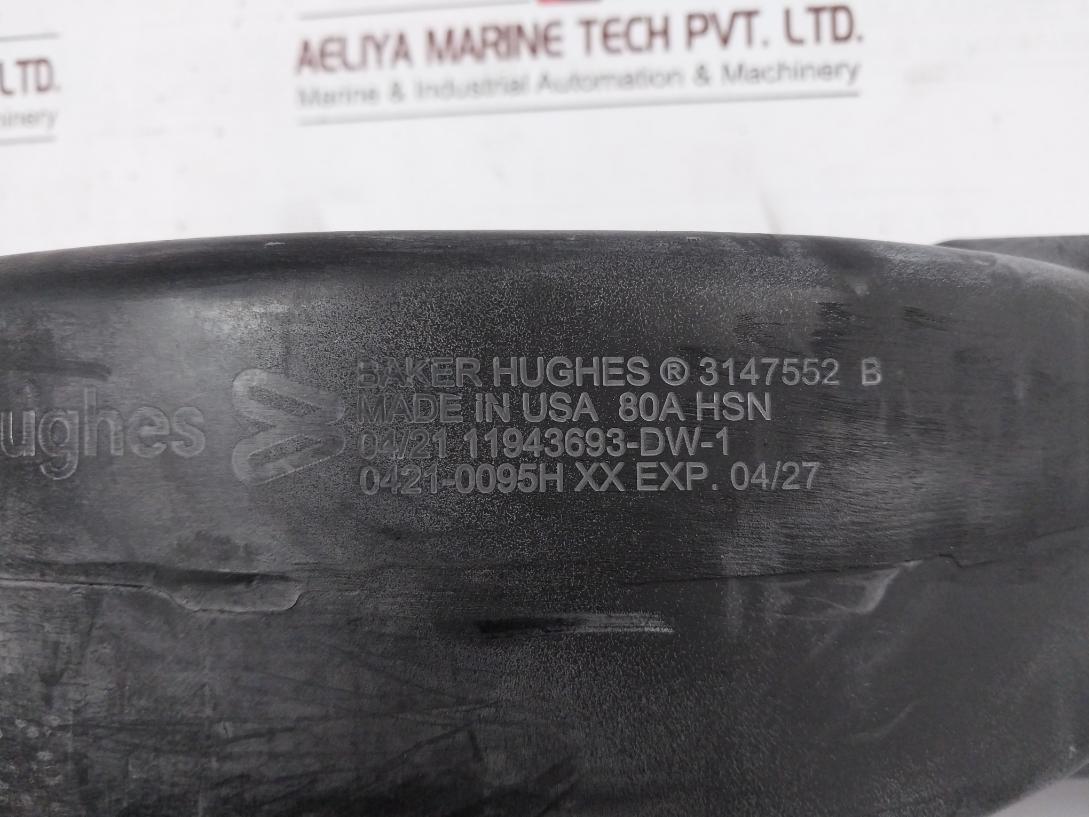 LTD.
AELIYA MARINE TECH PVT. LTD.
Marine & Industrial Automation & Machinery
BAKER HUGHES ® 3147552 B
MADE IN USA 80A HSN
04/21 11943693-DW-1
0421-0095H XX EXP. 04/27
ughes